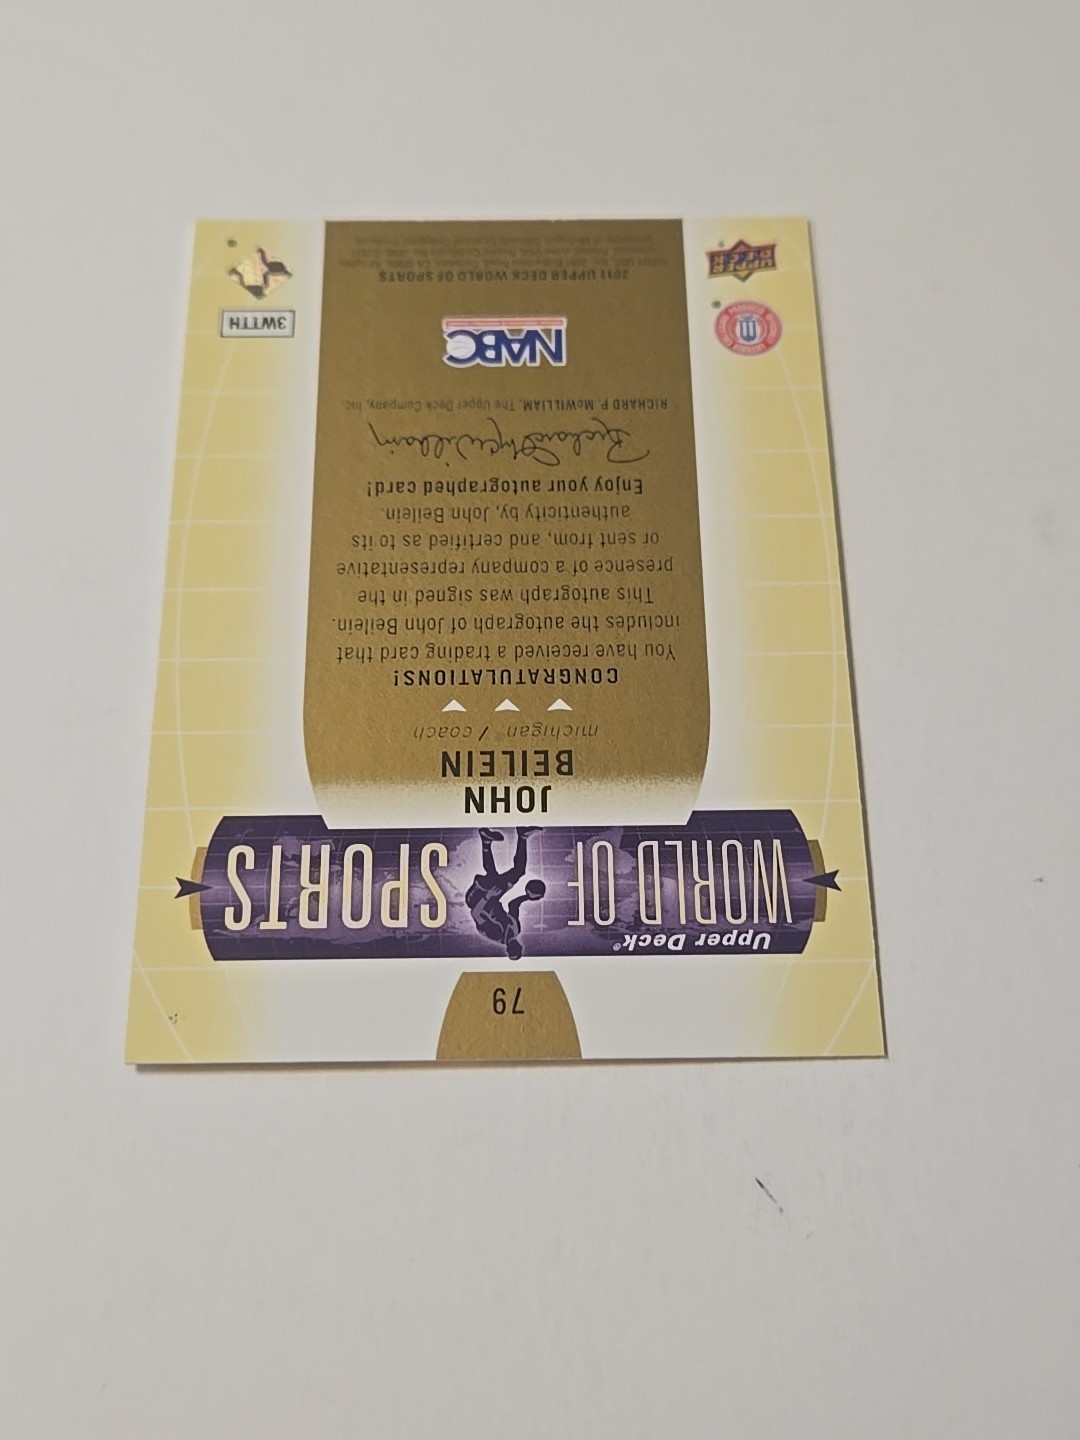 79
Upper Deck®
WORLD OF SPORTS
JOHN
BEILEIN
michigan / coach
CONGRATULATIONS!
You have received a trading card that
includes the autograph of John Beilein.
This autograph was signed in the
presence of a company representative
or sent from, and certified as to its
authenticity by, John Beilein.
Enjoy your autographed card!
Richard P. McWilliam
RICHARD P. McWILLIAM, The Upper Deck Company, Inc.
NABC
2011 UPPER DECK WORLD OF SPORTS
UPPER
DECK
3WTTH